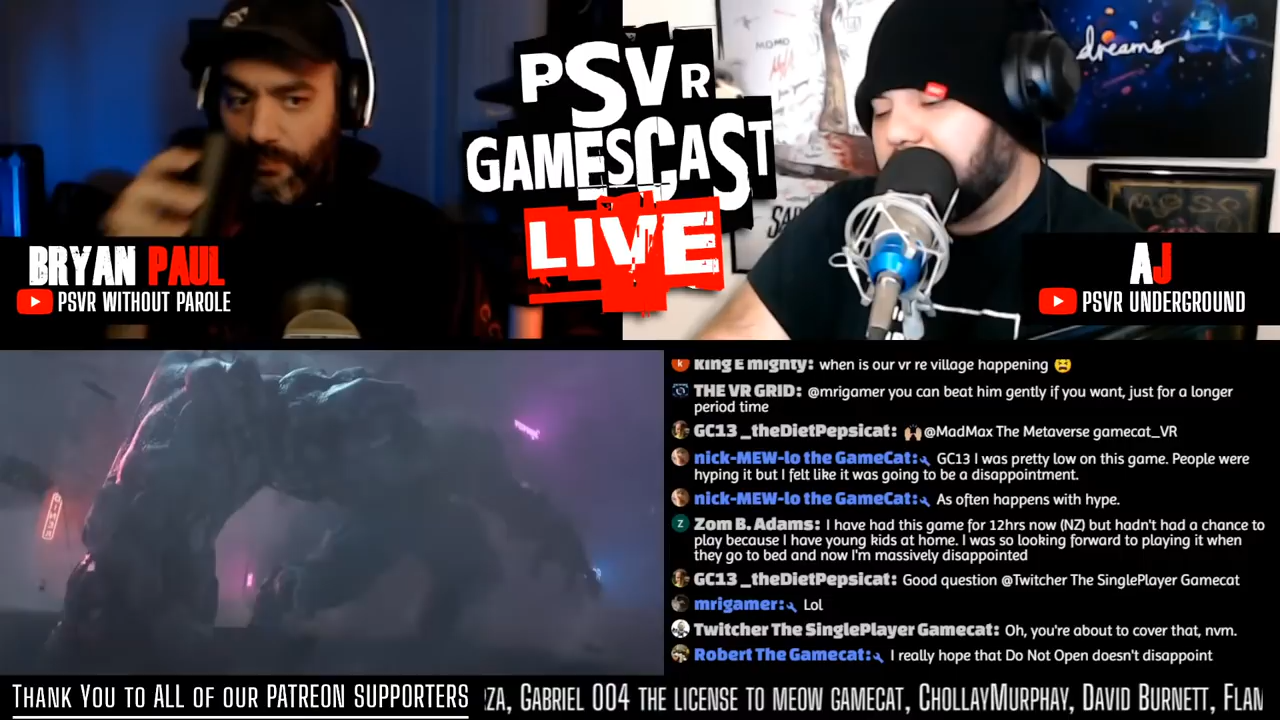 PSVR
GAMESCAST
LIVE
dreams
BRYAN PAUL
PSVR WITHOUT PAROLE
AJ
PSVR UNDERGROUND
King E mighty: when is our vr re village happening
THE VR GRID: @mrigamer you can beat him gently if you want, just for a longer
period time
GC13 _theDietPepsicat: @MadMax The Metaverse gamecat_VR
nick-MEW-lo the GameCat: GC13 I was pretty low on this game. People were
hyping it but I felt like it was going to be a disappointment.
nick-MEW-lo the GameCat: As often happens with hype.
Z
Zom B. Adams: I have had this game for 12hrs now (NZ) but hadn't had a chance to
play because I have young kids at home. I was so looking forward to playing it when
they go to bed and now I'm massively disappointed
GC13 _theDietPepsicat: Good question @Twitcher The SinglePlayer Gamecat
mrigamer: Lol
Twitcher The SinglePlayer Gamecat: Oh, you're about to cover that, nvm.
Robert The Gamecat: I really hope that Do Not Open doesn't disappoint
THANK YOU TO ALL OF OUR PATREON SUPPORTERS
ZA, GABRIEL 004 THE LICENSE TO MEOW GAMECAT, CHOLLAYMURPHAY, DAVID BURNETT, FLAN